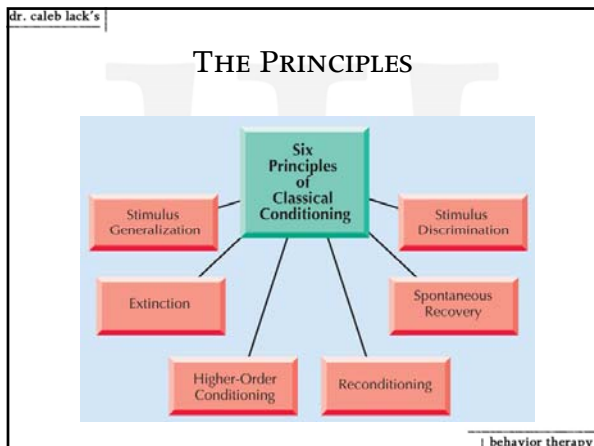 dr. caleb lack's
THE PRINCIPLES
Six
Principles
of
Classical
Conditioning
Stimulus
Generalization
Stimulus
Discrimination
Extinction
Spontaneous
Recovery
Higher-Order
Conditioning
Reconditioning
behavior therapy